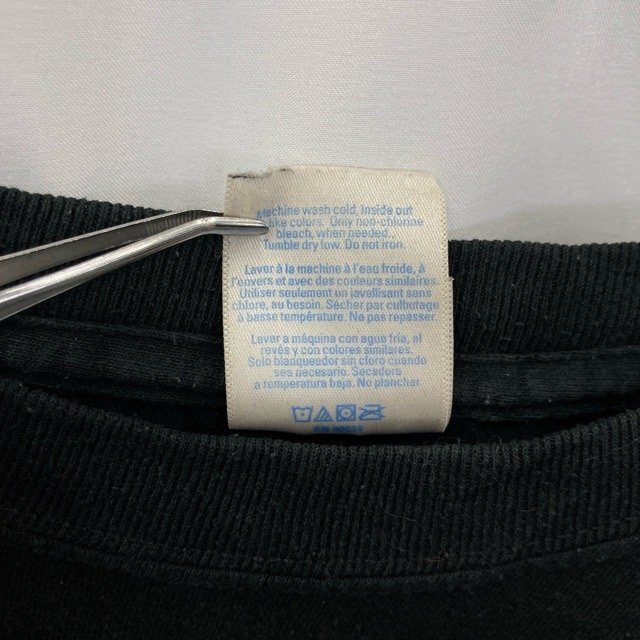 Machine wash cold, inside out
colors. Only non-chlorine
bleach, when needed.
Tumble dry low. Do not iron.
Laver à la machine à l'eau froide, à
l'envers et avec des couleurs similaires.
Utiliser seulement un javellisant sans
chlore, au besoin. Sécher par culbutage
à basse température. Ne pas repasser.
Lavar a máquina con agua fria, al
revés y con colores similares.
Solo blanqueador sin cloro cuando
sea necesario. Secadora
a temperatura baja. No planchar.